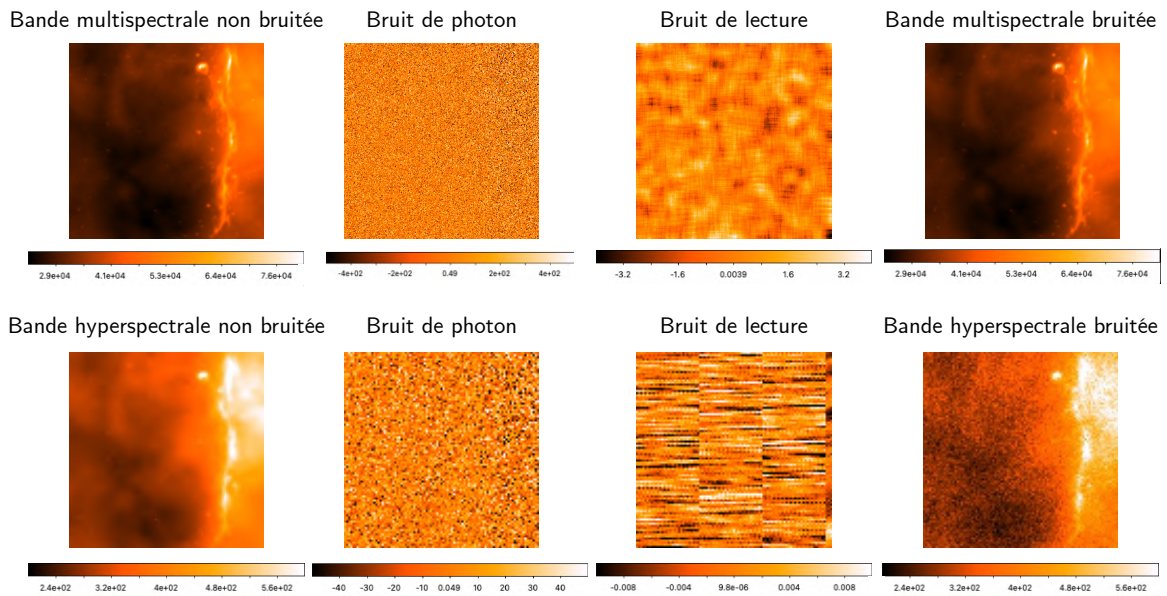 Bande multispectrale non bruitée Bruit de photon Bruit de lecture Bande multispectrale bruitée
2.9e+04 4.1e+04 5.3e+04 6.4e+04 7.6e+04 -4e+02 -2e+02 0.49 2e+02 4e+02 -3.2 -1.6 0.0039 1.6 3.2 2.9e+04 4.1e+04 5.3e+04 6.4e+04 7.6e+04
Bande hyperspectrale non bruitée Bruit de photon Bruit de lecture Bande hyperspectrale bruitée
2.4e+02 3.2e+02 4e+02 4.8e+02 5.6e+02 -40 -30 -20 -10 0.049 10 20 30 40 -0.008 -0.004 9.8e-06 0.004 0.008 2.4e+02 3.2e+02 4e+02 4.8e+02 5.6e+02